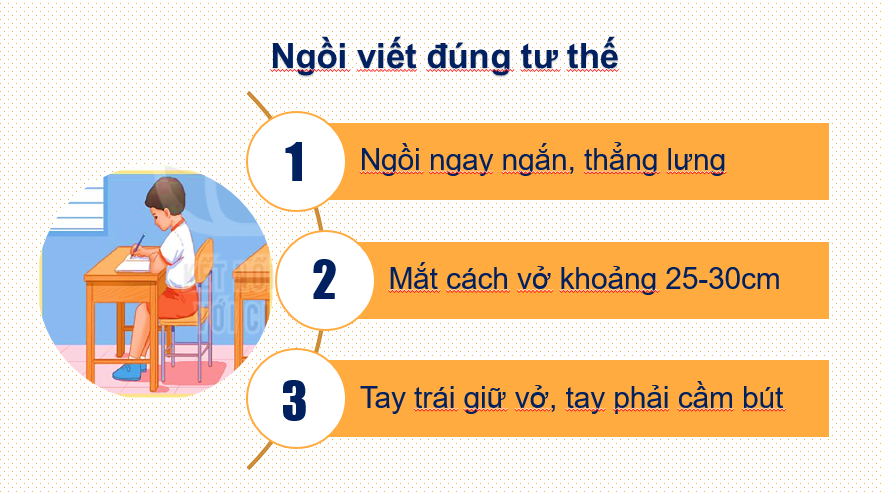 Ngồi viết đúng tư thế
1
Ngồi ngay ngắn, thẳng lưng
2
Mắt cách vở khoảng 25-30cm
3
Tay trái giữ vở, tay phải cầm bút